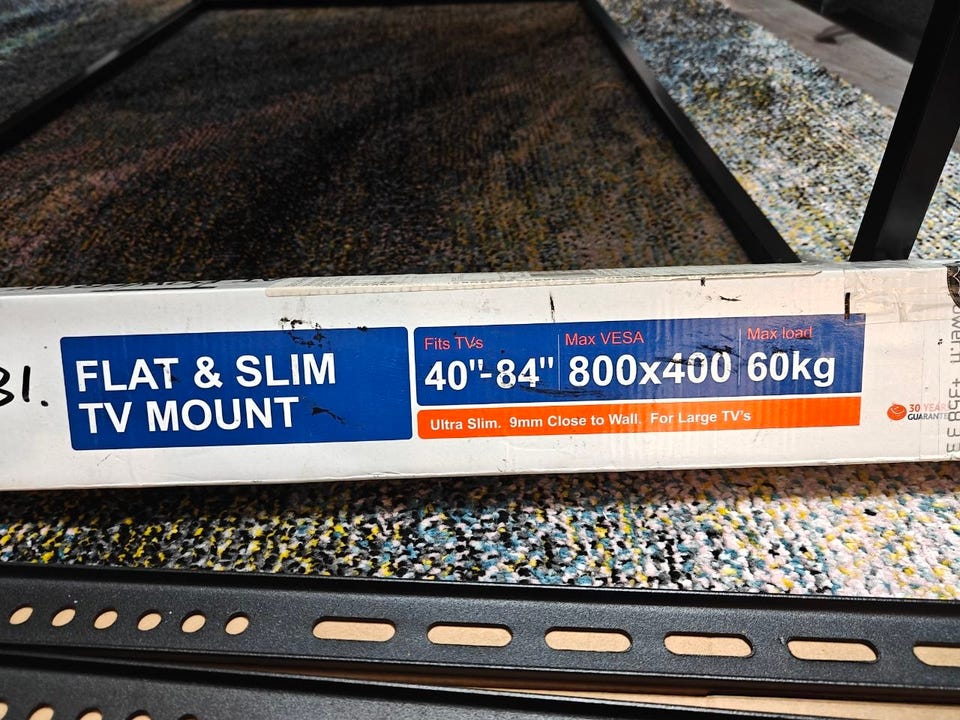 31.
FLAT & SLIM
TV MOUNT
Fits TVs
40"-84"
Max VESA
800x400
Max load
60kg
Ultra Slim. 9mm Close to Wall. For Large TV's
30 YEAR
GUARANTE